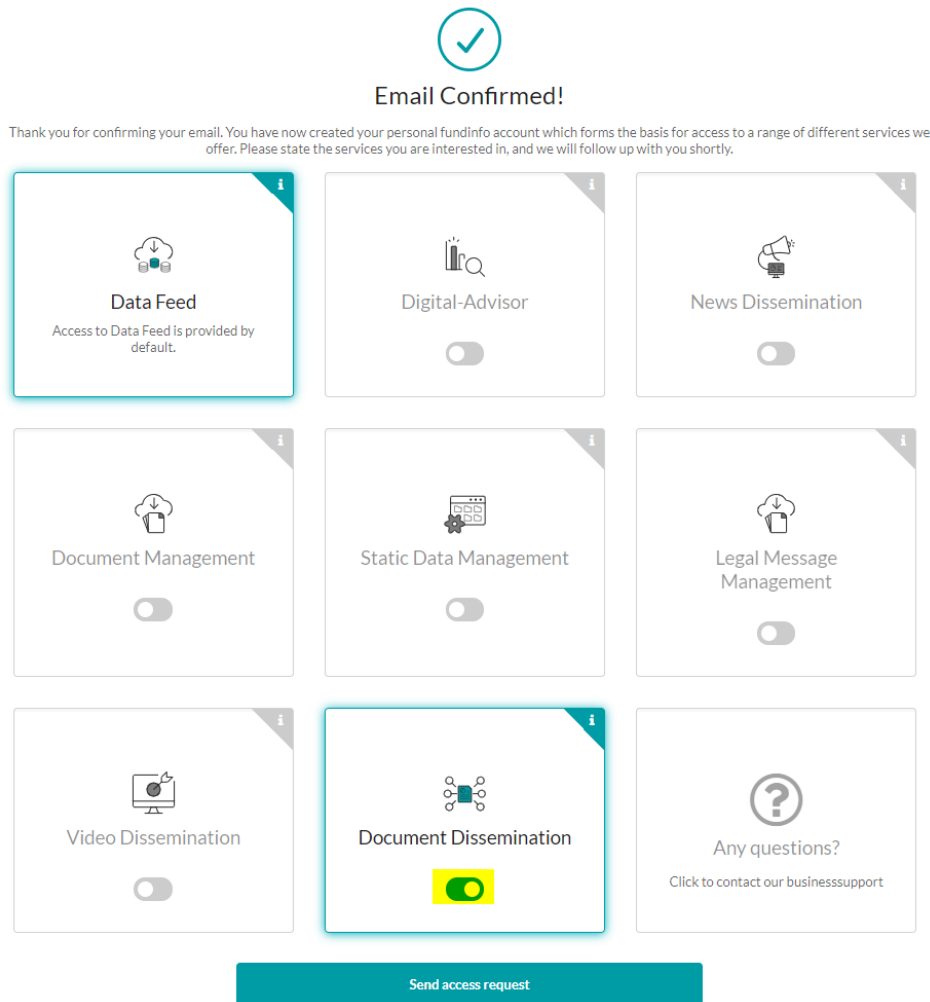 Email Confirmed!
Thank you for confirming your email. You have now created your personal fundinfo account which forms the basis for access to a range of different services we
offer. Please state the services you are interested in, and we will follow up with you shortly.
i
Data Feed
Access to Data Feed is provided by
default.
i
Digital-Advisor
i
News Dissemination
i
Document Management
i
Static Data Management
i
Legal Message
Management
i
Video Dissemination
i
Document Dissemination
?
Any questions?
Click to contact our businesssupport
Send access request